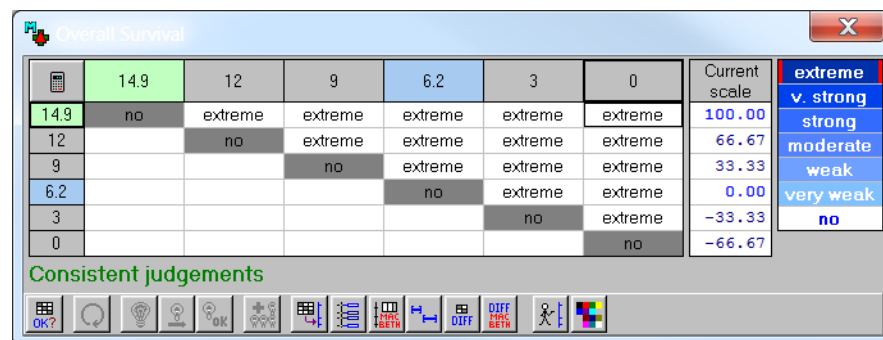 Overall Survival X
14.9 12 9 6.2 3 0 Current scale extreme
v. strong
14.9 no extreme extreme extreme extreme extreme 100.00 strong
12 no extreme extreme extreme extreme 66.67 moderate
9 no extreme extreme extreme 33.33 weak
6.2 no extreme extreme 0.00 very weak
3 no extreme -33.33 no
0 no -66.67
Consistent judgements
OK? OK MAC BETH DIFF DIFF MAC BETH